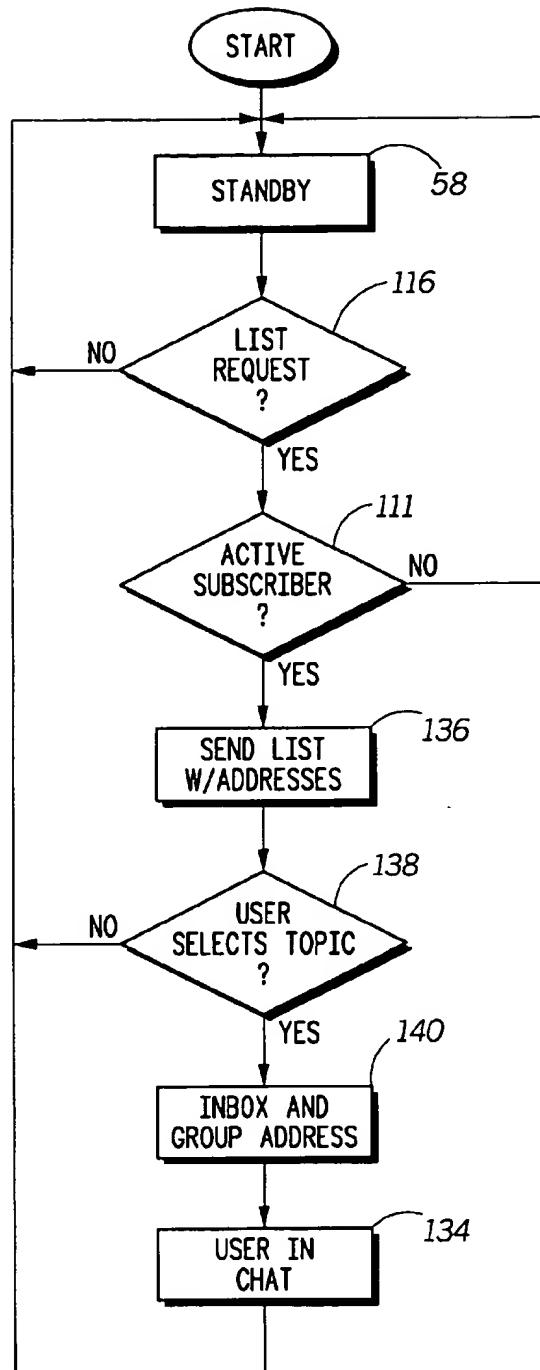 START
STANDBY
58
116
LIST
REQUEST
?
NO
YES
111
ACTIVE
SUBSCRIBER
?
NO
YES
136
SEND LIST
W/ADDRESSES
138
USER
SELECTS TOPIC
?
NO
YES
140
INBOX AND
GROUP ADDRESS
134
USER IN
CHAT